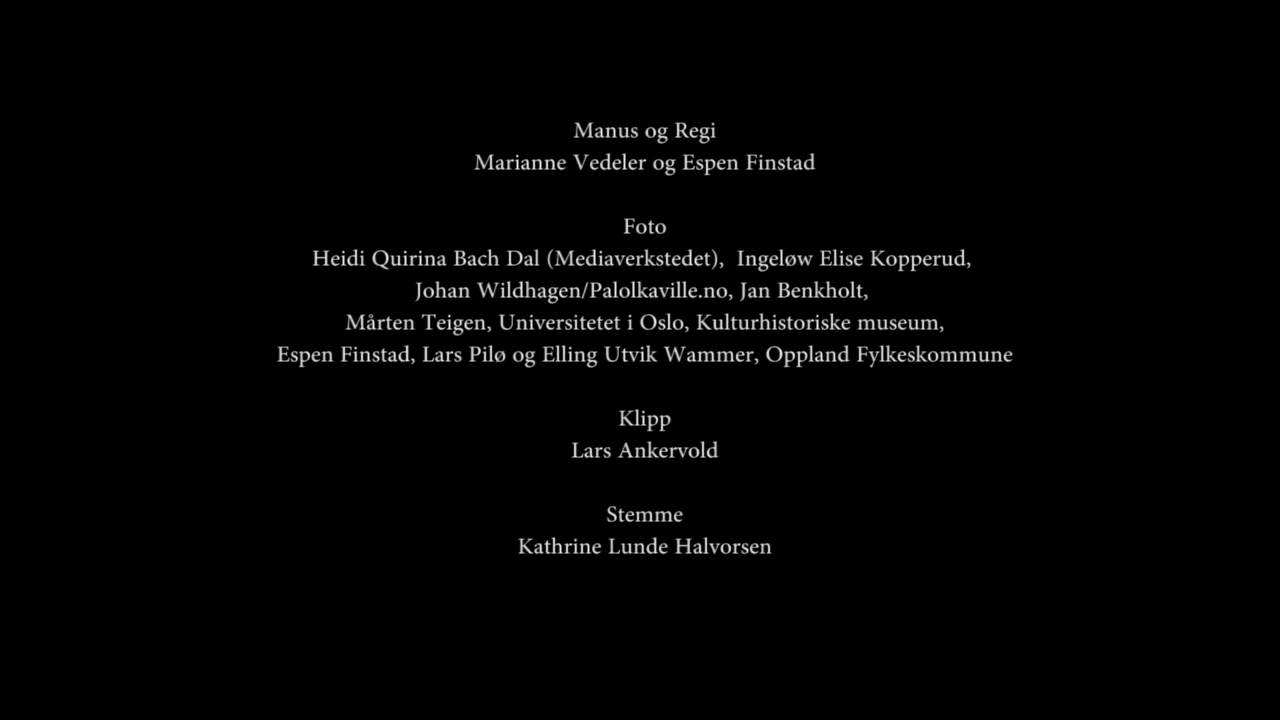 Manus og Regi
Marianne Vedeler og Espen Finstad
Foto
Heidi Quirina Bach Dal (Mediaverkstedet), Ingeløw Elise Kopperud,
Johan Wildhagen/Palolkaville.no, Jan Benkholt,
Mårten Teigen, Universitetet i Oslo, Kulturhistoriske museum,
Espen Finstad, Lars Pilø og Elling Utvik Wammer, Oppland Fylkeskommune
Klipp
Lars Ankervold
Stemme
Kathrine Lunde Halvorsen